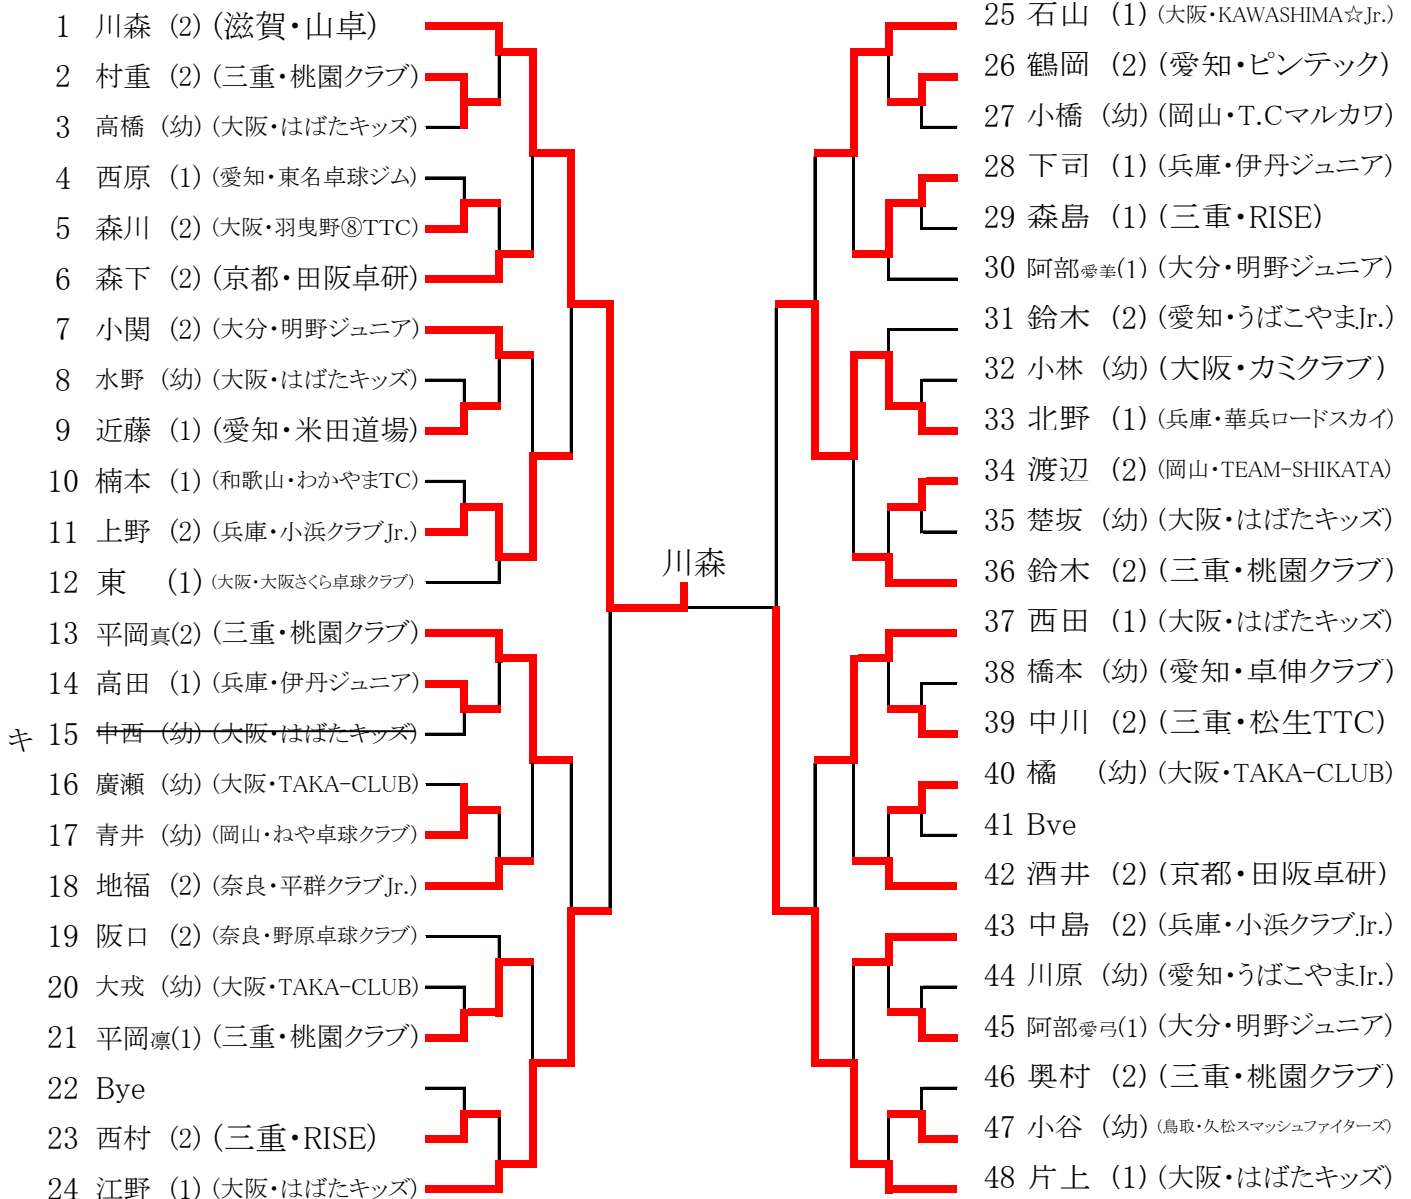 1 川森 (2) (滋賀・山卓)
2 村重 (2) (三重・桃園クラブ)
3 高橋 (幼) (大阪・はばたキッズ)
4 西原 (1) (愛知・東名卓球ジム)
5 森川 (2) (大阪・羽曳野⑧TTC)
6 森下 (2) (京都・田阪卓研)
7 小関 (2) (大分・明野ジュニア)
8 水野 (幼) (大阪・はばたキッズ)
9 近藤 (1) (愛知・米田道場)
10 楠本 (1) (和歌山・わかやまTC)
11 上野 (2) (兵庫・小浜クラブJr.)
12 東 (1) (大阪・大阪さくら卓球クラブ)
13 平岡真(2) (三重・桃園クラブ)
14 高田 (1) (兵庫・伊丹ジュニア)
キ 15 中西 (幼) (大阪・はばたキッズ)
16 廣瀬 (幼) (大阪・TAKA-CLUB)
17 青井 (幼) (岡山・ねや卓球クラブ)
18 地福 (2) (奈良・平群クラブJr.)
19 阪口 (2) (奈良・野原卓球クラブ)
20 大戎 (幼) (大阪・TAKA-CLUB)
21 平岡凛(1) (三重・桃園クラブ)
22 Bye
23 西村 (2) (三重・RISE)
24 江野 (1) (大阪・はばたキッズ)
川森
25 石山 (1) (大阪・KAWASHIMA☆Jr.)
26 鶴岡 (2) (愛知・ピンテック)
27 小橋 (幼) (岡山・T.Cマルカワ)
28 下司 (1) (兵庫・伊丹ジュニア)
29 森島 (1) (三重・RISE)
30 阿部愛美(1) (大分・明野ジュニア)
31 鈴木 (2) (愛知・うばこやまJr.)
32 小林 (幼) (大阪・カミクラブ)
33 北野 (1) (兵庫・華兵ロードスカイ)
34 渡辺 (2) (岡山・TEAM-SHIKATA)
35 楚坂 (幼) (大阪・はばたキッズ)
36 鈴木 (2) (三重・桃園クラブ)
37 西田 (1) (大阪・はばたキッズ)
38 橋本 (幼) (愛知・卓伸クラブ)
39 中川 (2) (三重・松生TTC)
40 橘 (幼) (大阪・TAKA-CLUB)
41 Bye
42 酒井 (2) (京都・田阪卓研)
43 中島 (2) (兵庫・小浜クラブJr.)
44 川原 (幼) (愛知・うばこやまJr.)
45 阿部愛弓(1) (大分・明野ジュニア)
46 奥村 (2) (三重・桃園クラブ)
47 小谷 (幼) (鳥取・久松スマッシュファイターズ)
48 片上 (1) (大阪・はばたキッズ)